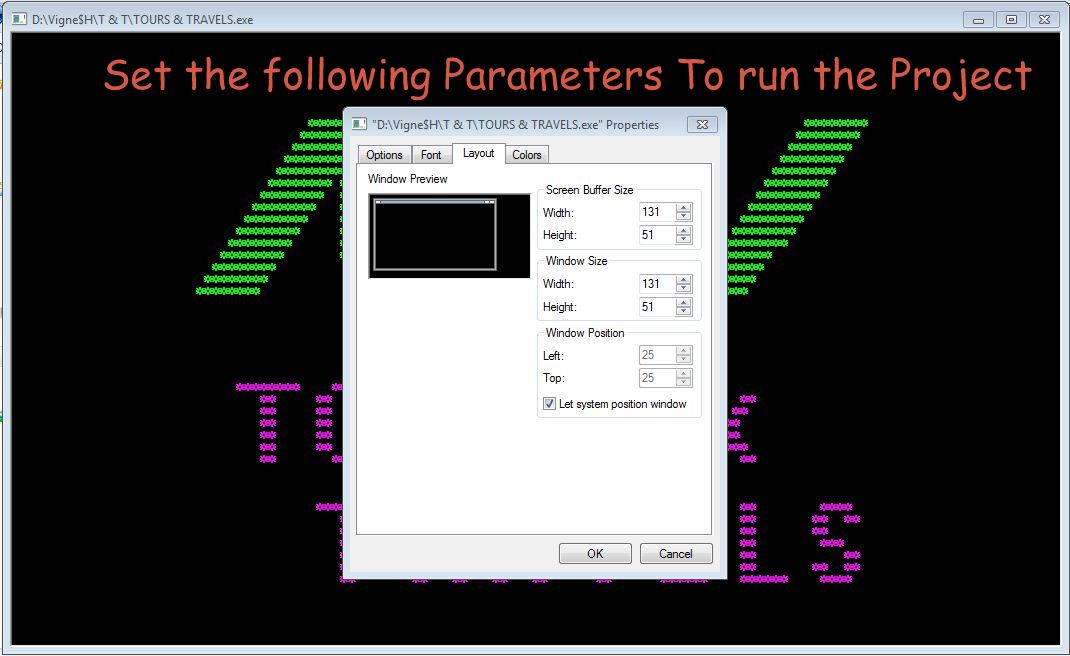 D:\Vigne$H\T & T\TOURS & TRAVELS.exe
Set the following Parameters To run the Project
"D:\Vigne$H\T & T\TOURS & TRAVELS.exe" Properties
Options Font Layout Colors
Window Preview
Screen Buffer Size
Width: 131
Height: 51
Window Size
Width: 131
Height: 51
Window Position
Left: 25
Top: 25
Let system position window
OK Cancel